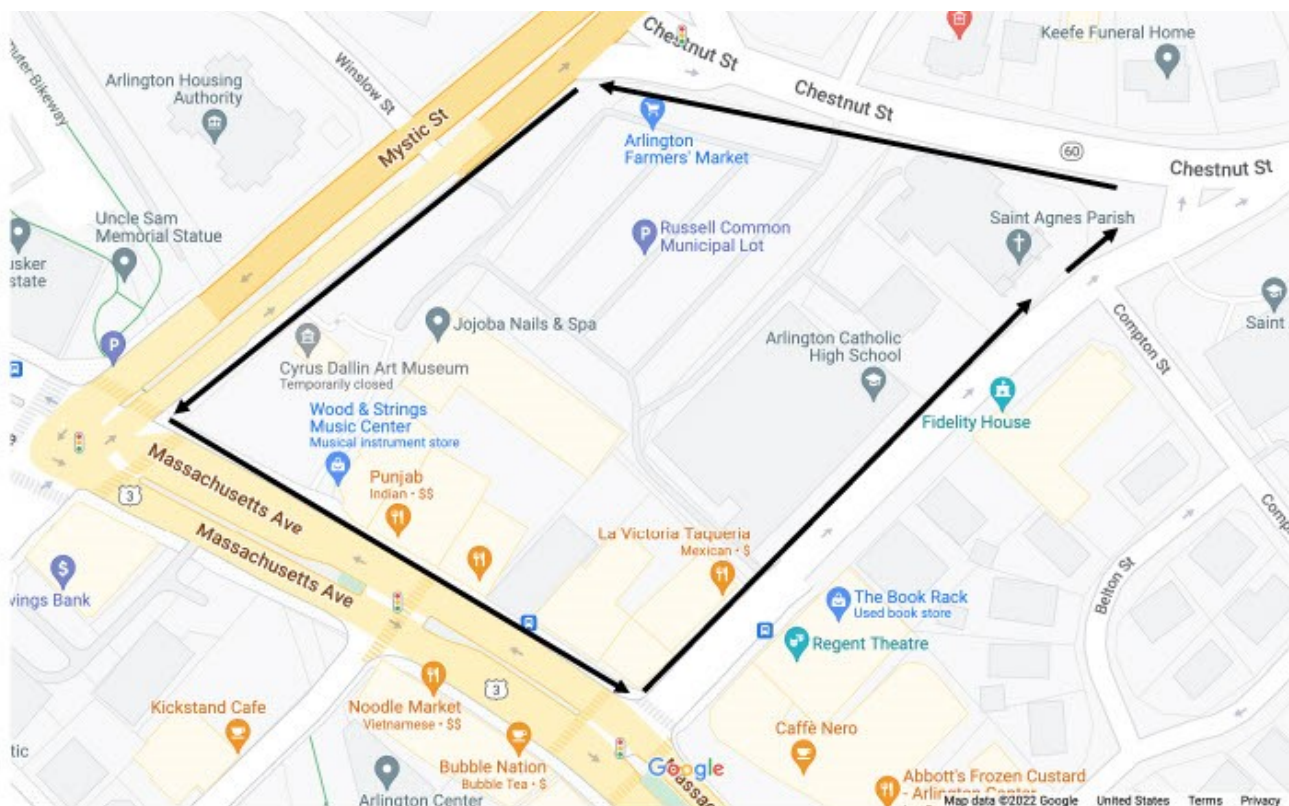 Chestnut St
Keefe Funeral Home
Winslow St
Arlington Housing
Authority
Mystic St
Chestnut St
Arlington
Farmers' Market
60
Chestnut St
Uncle Sam
Memorial Statue
P
Russell Common
Municipal Lot
Saint Agnes Parish
P
Jojoba Nails & Spa
Saint
Compton St
Arlington Catholic
High School
Cyrus Dallin Art Museum
Temporarily closed
Wood & Strings
Music Center
Musical instrument store
Fidelity House
Massachusetts Ave
3
Punjab
Indian · $$
La Victoria Taqueria
Mexican · $
Massachusetts Ave
$
vings Bank
The Book Rack
Used book store
Belton St
Regent Theatre
3
Kickstand Cafe
Noodle Market
Vietnamese · $$
Caffè Nero
tic
Bubble Nation
Bubble Tea · $
Google
Abbott's Frozen Custard
Arlington Center
Map data ©2022 Google United States Terms Privacy